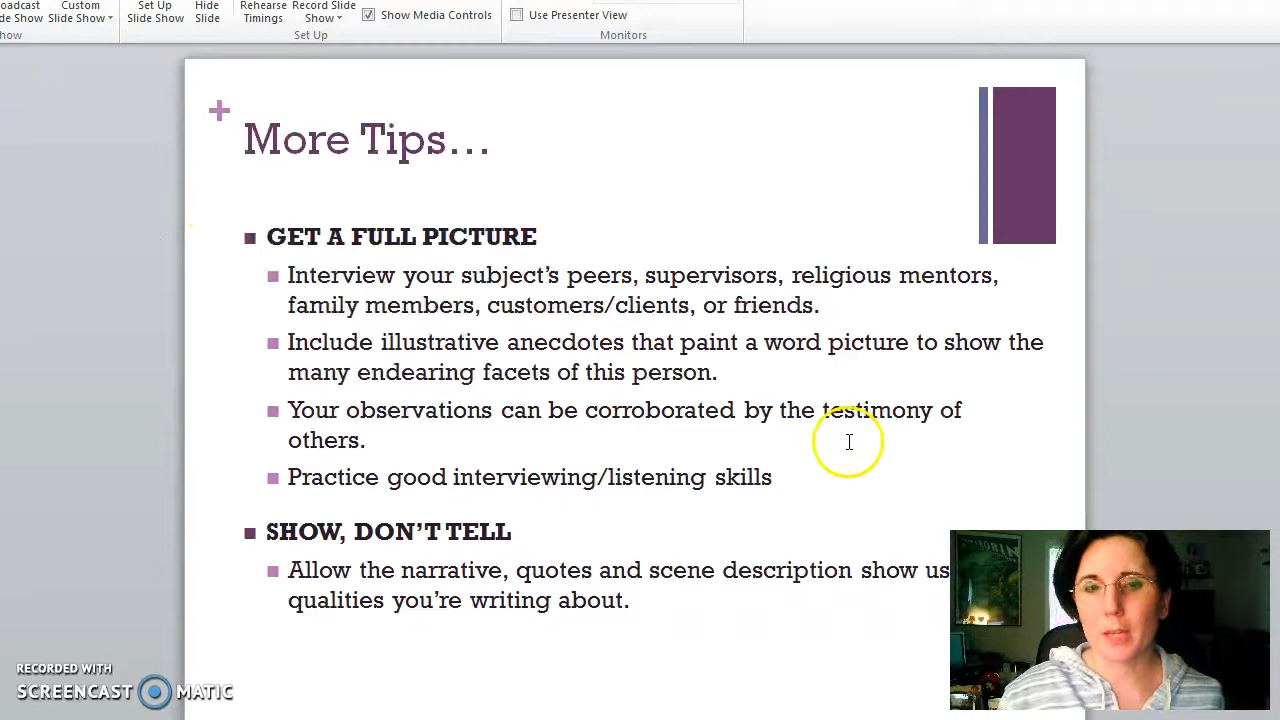 oadcast
Custom
Set Up
Hide
Rehearse
Record Slide
Show Media Controls
Use Presenter View
ide Show
Slide Show
Slide Show
Slide
Timings
Show
how
Set Up
Monitors
+
More Tips…
GET A FULL PICTURE
Interview your subject's peers, supervisors, religious mentors,
family members, customers/clients, or friends.
Include illustrative anecdotes that paint a word picture to show the
many endearing facets of this person.
Your observations can be corroborated by the testimony of
others.
Practice good interviewing/listening skills
SHOW, DON'T TELL
Allow the narrative, quotes and scene description show us
qualities you're writing about.
RECORDED WITH
SCREENCAST MATIC